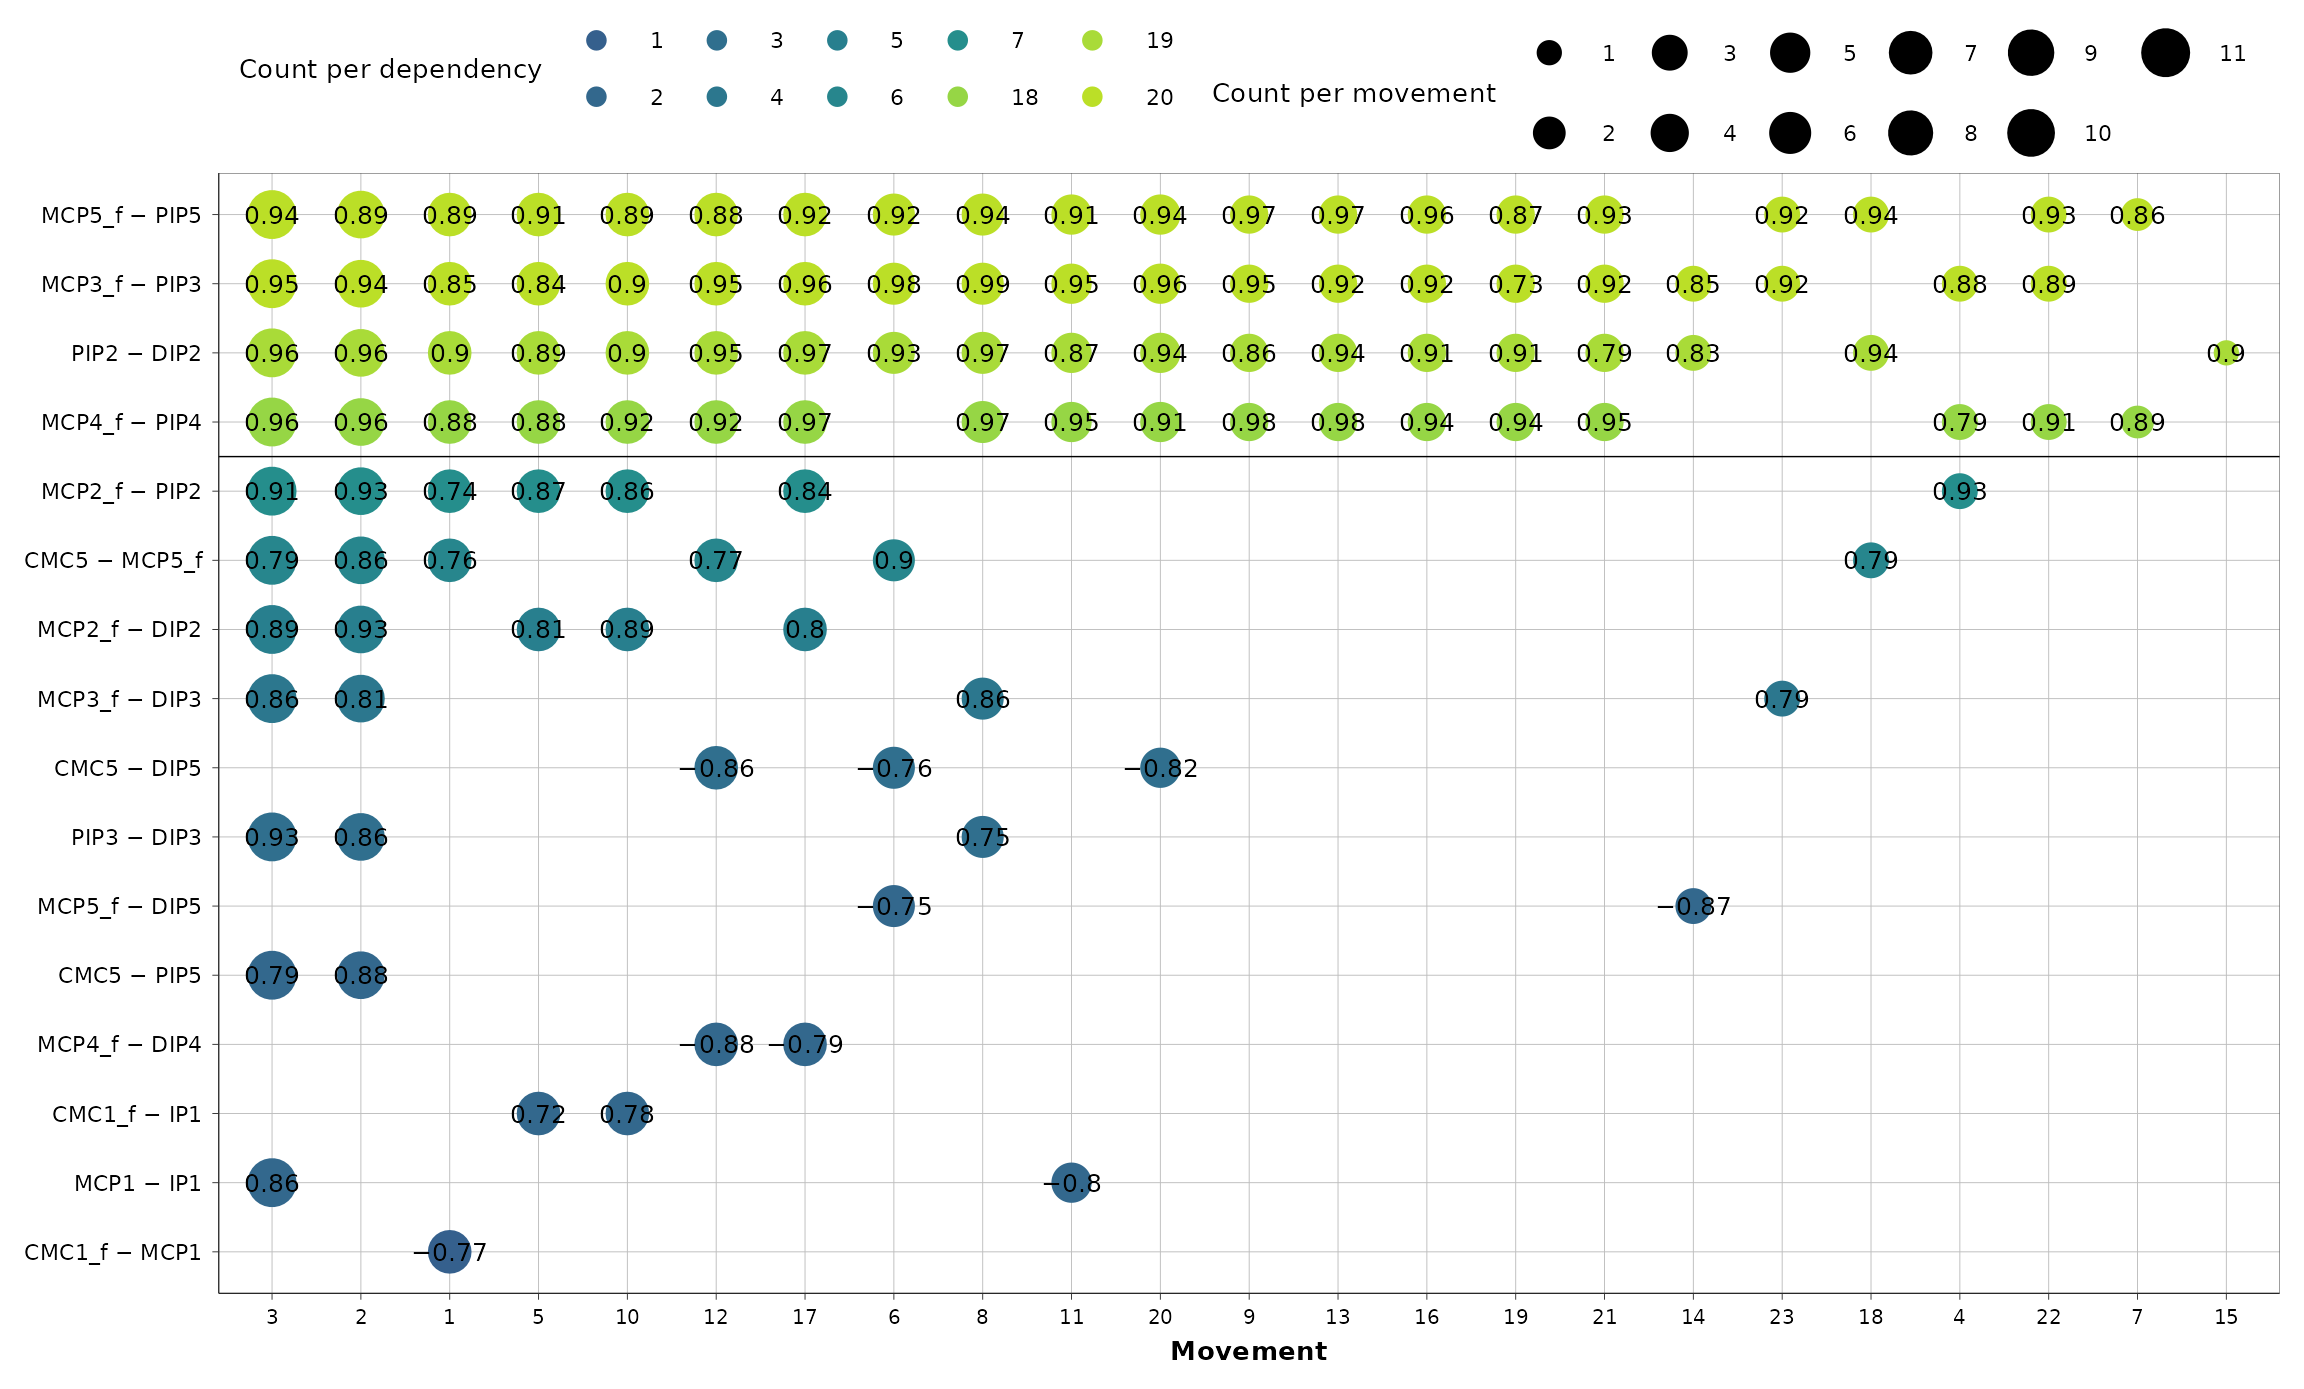 Count per dependency
1 3 5 7 19
2 4 6 18 20
Count per movement
1 3 5 7 9 11
2 4 6 8 10
MCP5_f − PIP5 0.94 0.89 0.89 0.91 0.89 0.88 0.92 0.92 0.94 0.91 0.94 0.97 0.97 0.96 0.87 0.93 0.92 0.94 0.93 0.86
MCP3_f − PIP3 0.95 0.94 0.85 0.84 0.9 0.95 0.96 0.98 0.99 0.95 0.96 0.95 0.92 0.92 0.73 0.92 0.85 0.92 0.88 0.89
PIP2 − DIP2 0.96 0.96 0.9 0.89 0.9 0.95 0.97 0.93 0.97 0.87 0.94 0.86 0.94 0.91 0.91 0.79 0.83 0.94 0.9
MCP4_f − PIP4 0.96 0.96 0.88 0.88 0.92 0.92 0.97 0.97 0.95 0.91 0.98 0.98 0.94 0.94 0.95 0.79 0.91 0.89
MCP2_f − PIP2 0.91 0.93 0.74 0.87 0.86 0.84 0.93
CMC5 − MCP5_f 0.79 0.86 0.76 0.77 0.9 0.79
MCP2_f − DIP2 0.89 0.93 0.81 0.89 0.8
MCP3_f − DIP3 0.86 0.81 0.86 0.79
CMC5 − DIP5 −0.86 −0.76 −0.82
PIP3 − DIP3 0.93 0.86 0.75
MCP5_f − DIP5 −0.75 −0.87
CMC5 − PIP5 0.79 0.88
MCP4_f − DIP4 −0.88 −0.79
CMC1_f − IP1 0.72 0.78
MCP1 − IP1 0.86 −0.8
CMC1_f − MCP1 −0.77
3 2 1 5 10 12 17 6 8 11 20 9 13 16 19 21 14 23 18 4 22 7 15
Movement